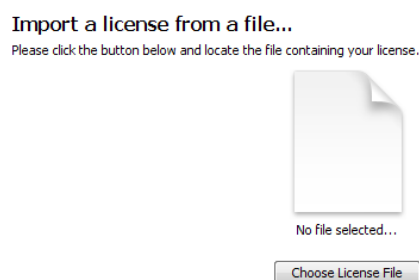 Import a license from a file...
Please click the button below and locate the file containing your license.
No file selected...
Choose License File